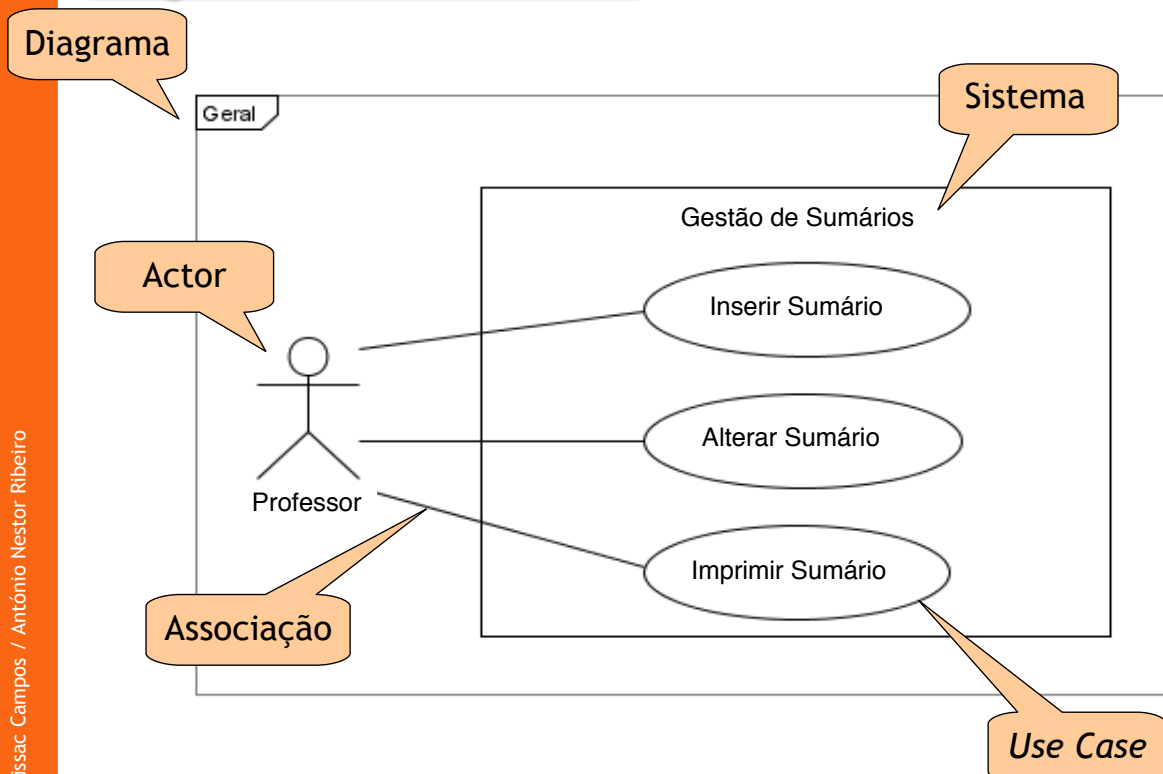 Diagrama
Sistema
Geral
Gestão de Sumários
Actor
Inserir Sumário
Alterar Sumário
Professor
Imprimir Sumário
Associação
Use Case
Campos / António Nestor Ribeiro